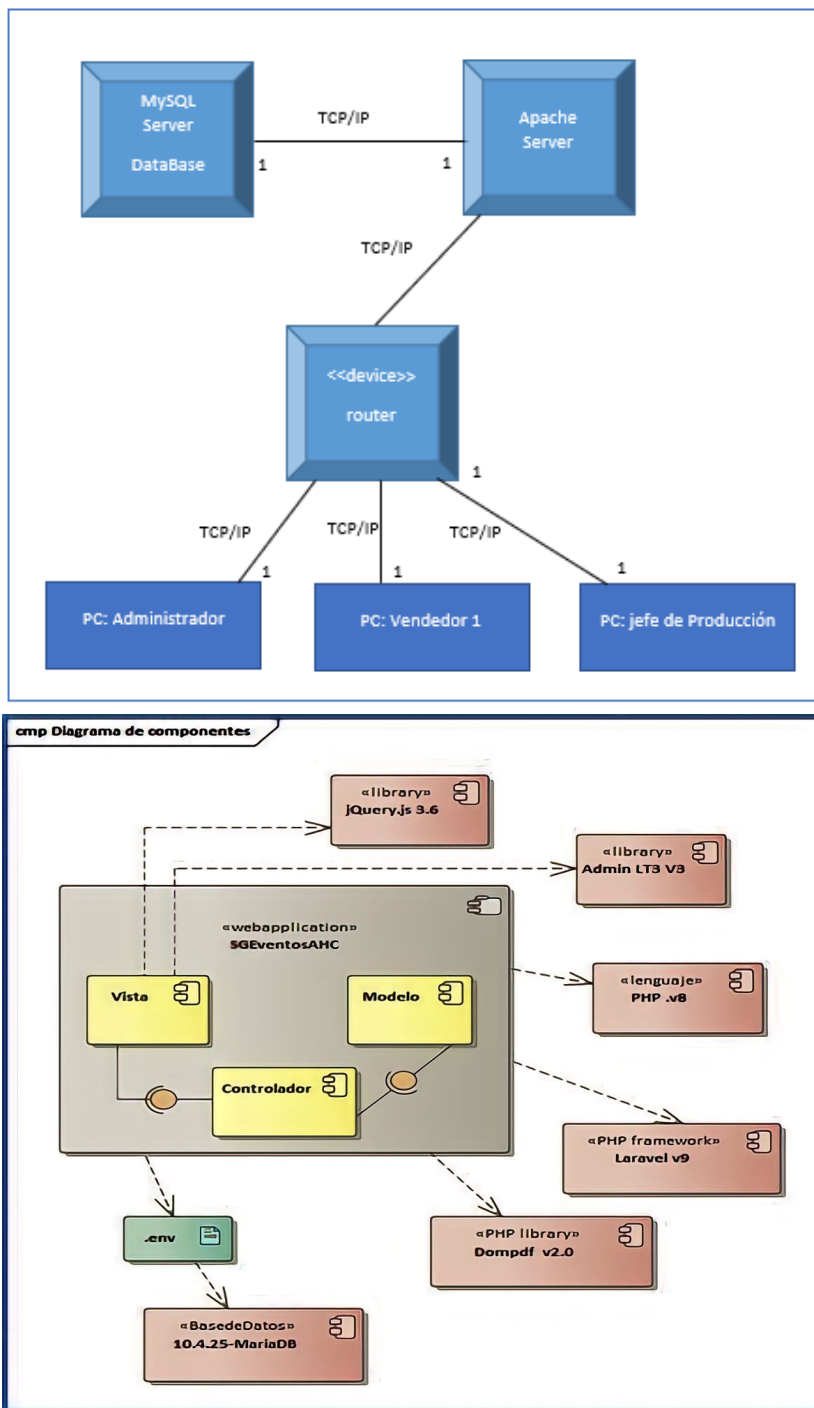 MySQL
Server
DataBase
TCP/IP
1
1
Apache
Server
TCP/IP
<<device>>
router
1
TCP/IP
TCP/IP
TCP/IP
1
1
1
PC: Administrador
PC: Vendedor 1
PC: jefe de Producción
cmp Diagrama de componentes
«library»
jQuery.js 3.6
«library»
Admin LT3 V3
«webapplication»
SGEventosAHC
Vista
Modelo
«lenguaje»
PHP .v8
Controlador
«PHP framework»
Laravel v9
.env
«PHP library»
Dompdf v2.0
«BasedeDatos»
10.4.25-MariaDB